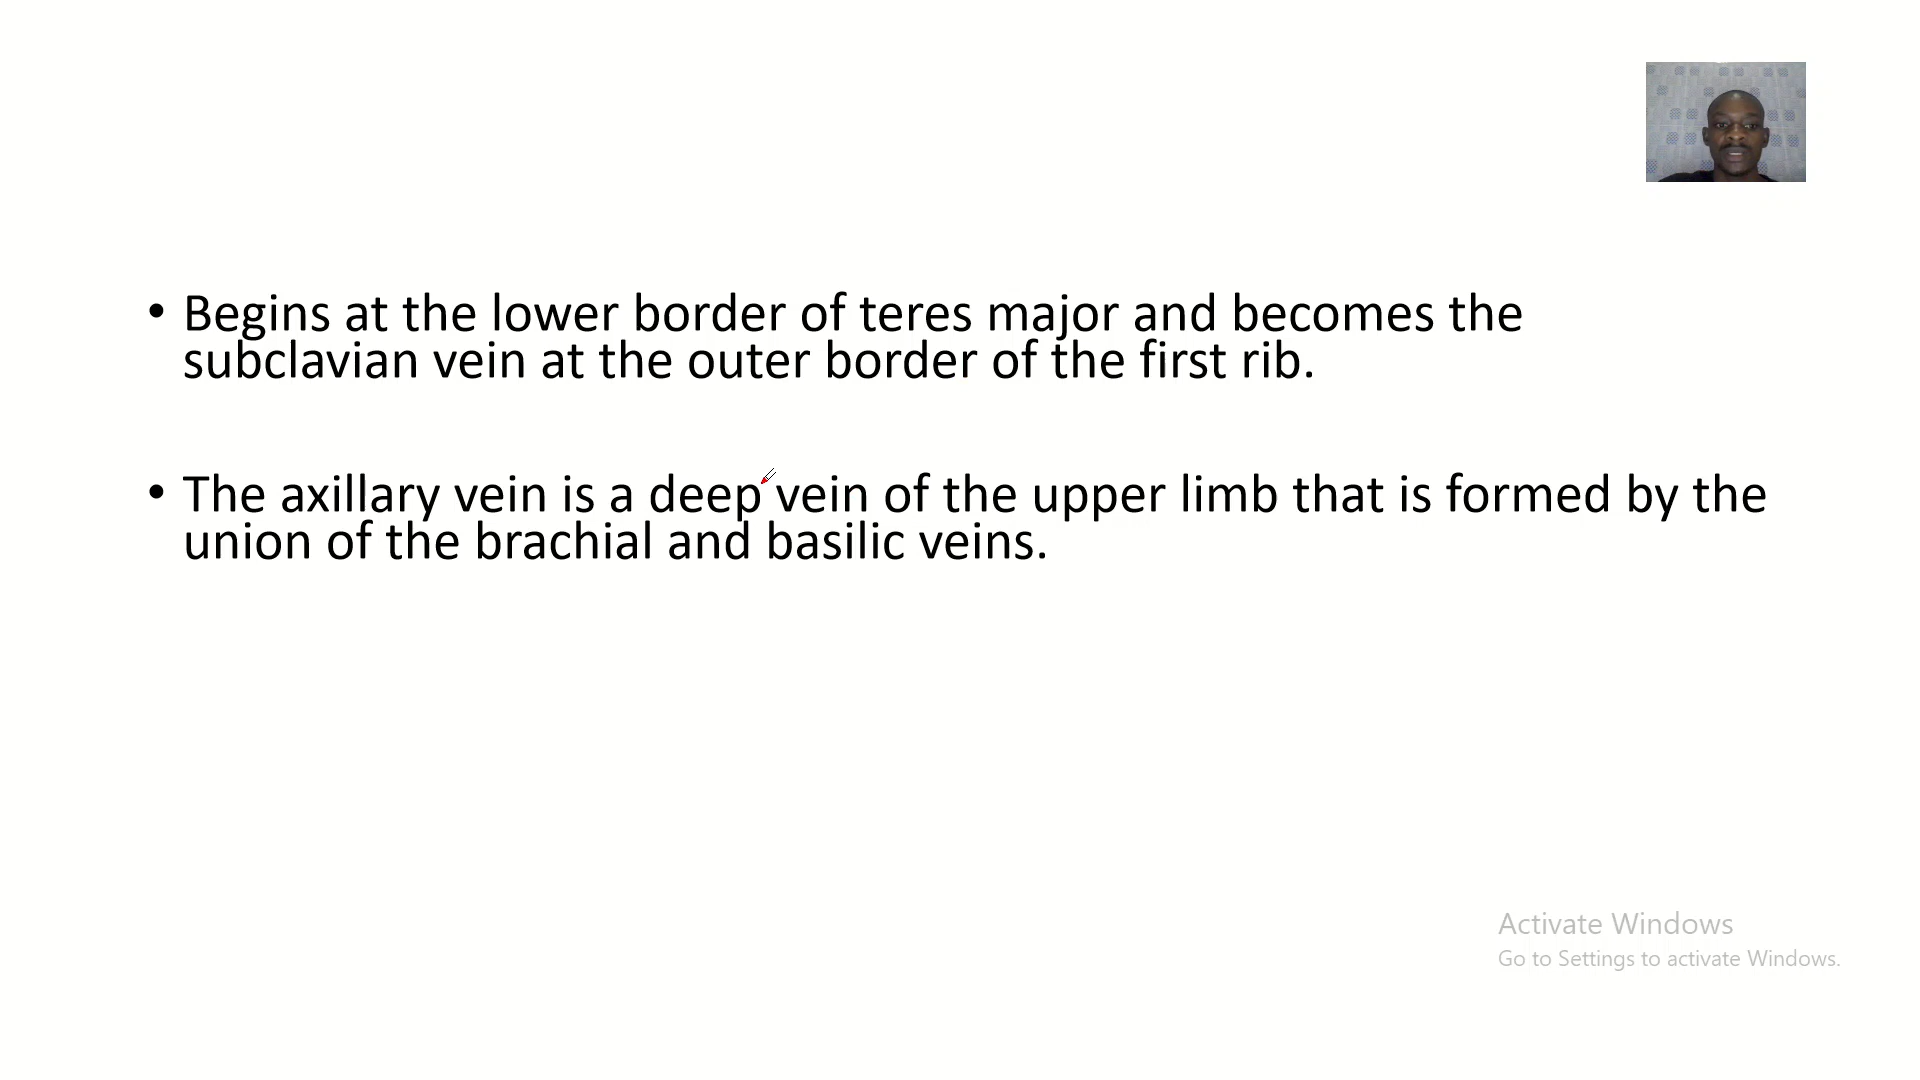 • Begins at the lower border of teres major and becomes the
subclavian vein at the outer border of the first rib.
• The axillary vein is a deep vein of the upper limb that is formed by the
union of the brachial and basilic veins.
Activate Windows
Go to Settings to activate Windows.